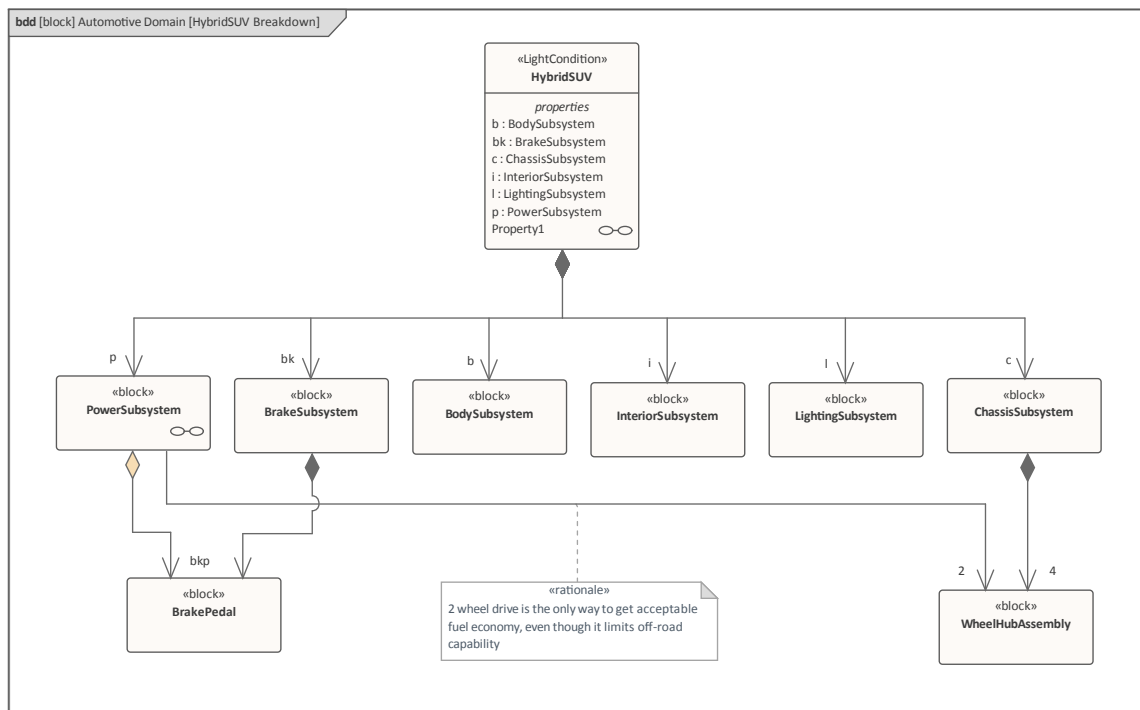 bdd [block] Automotive Domain [HybridSUV Breakdown]
«LightCondition»
HybridSUV
properties
b : BodySubsystem
bk : BrakeSubsystem
c : ChassisSubsystem
i : InteriorSubsystem
l : LightingSubsystem
p : PowerSubsystem
Property1
p
bk
b
i
l
c
«block»
PowerSubsystem
«block»
BrakeSubsystem
«block»
BodySubsystem
«block»
InteriorSubsystem
«block»
LightingSubsystem
«block»
ChassisSubsystem
bkp
2
4
«block»
BrakePedal
«rationale»
2 wheel drive is the only way to get acceptable
fuel economy, even though it limits off-road
capability
«block»
WheelHubAssembly